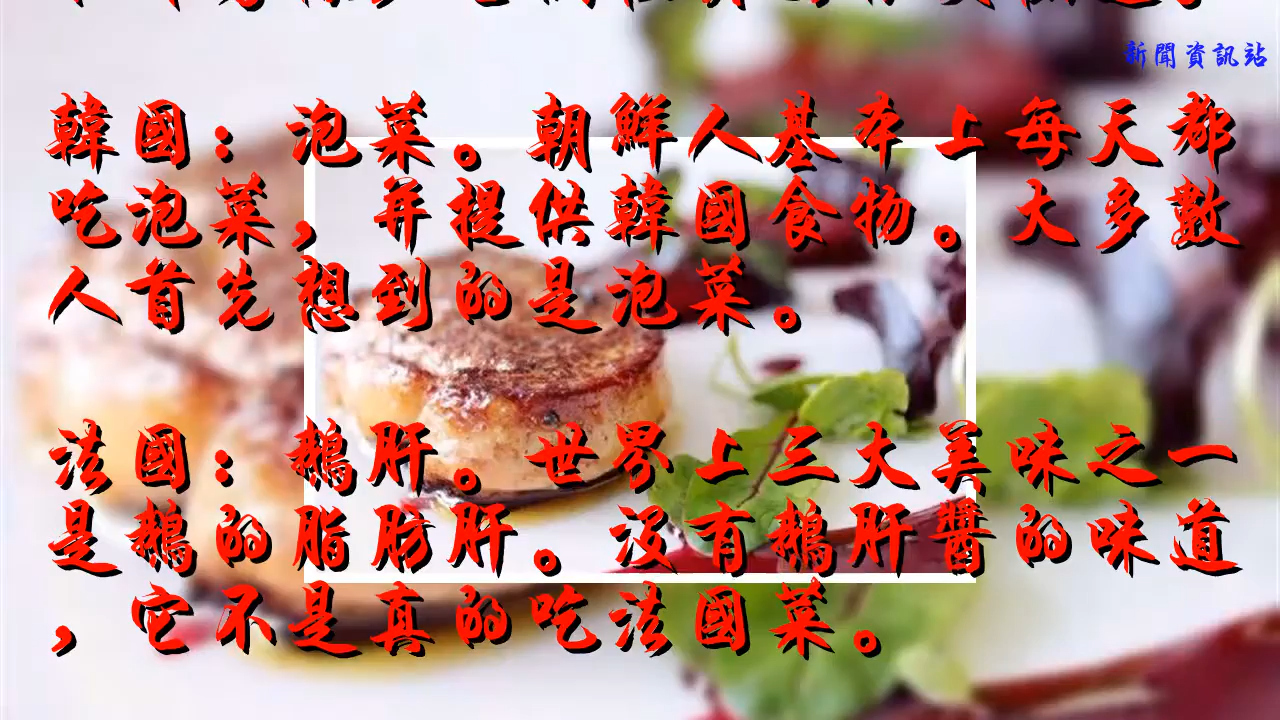 新聞資訊站
韓國：泡菜。朝鮮人基本上每天都
吃泡菜，并提供韓國食物。大多數
人首先想到的是泡菜。
法國：鵝肝。世界上三大美味之一
是鵝的脂肪肝。沒有鵝肝醬的味道
，它不是真的吃法國菜。